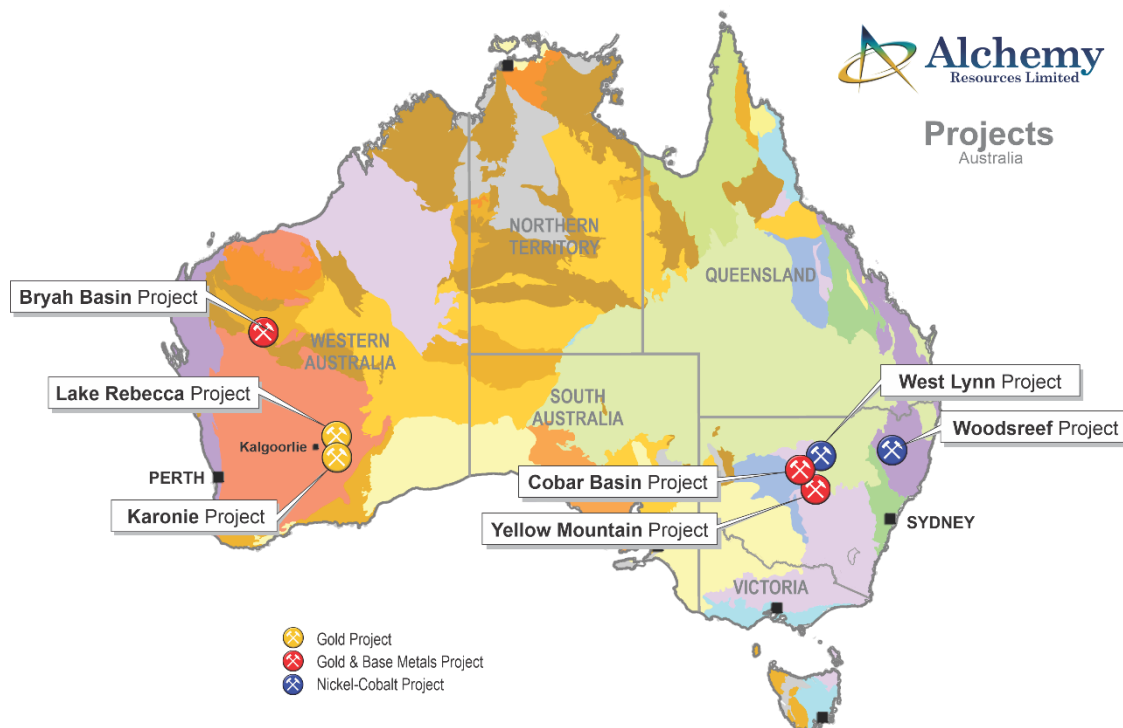 Alchemy
Resources Limited
Projects
Australia
NORTHERN
TERRITORY
QUEENSLAND
Bryah Basin Project
WESTERN
AUSTRALIA
Lake Rebecca Project
SOUTH
AUSTRALIA
West Lynn Project
Woodsreef Project
Kalgoorlie
PERTH
Cobar Basin Project
Karonie Project
Yellow Mountain Project
SYDNEY
VICTORIA
Gold Project
Gold & Base Metals Project
Nickel-Cobalt Project